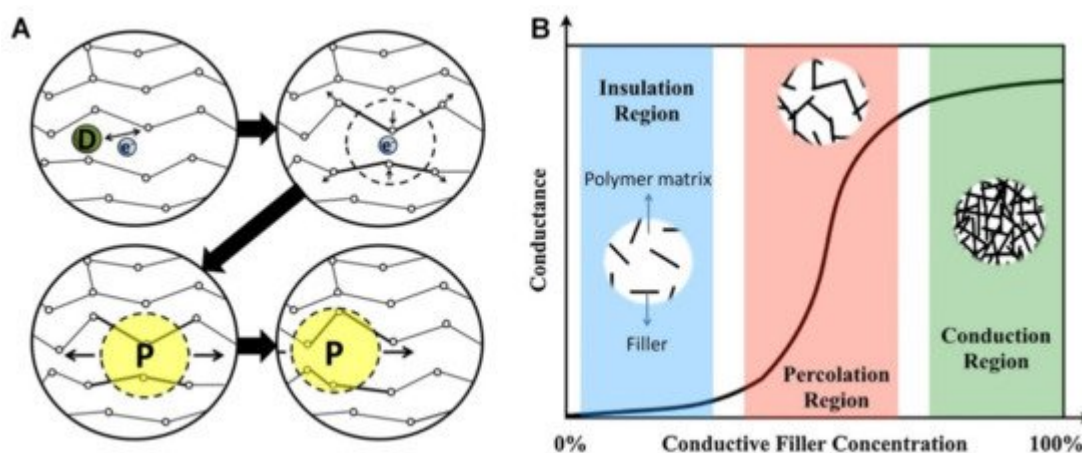 A
D
e
e
P
P
B
Conductance
Insulation
Region
Polymer matrix
Filler
Percolation
Region
Conduction
Region
0%
Conductive Filler Concentration
100%